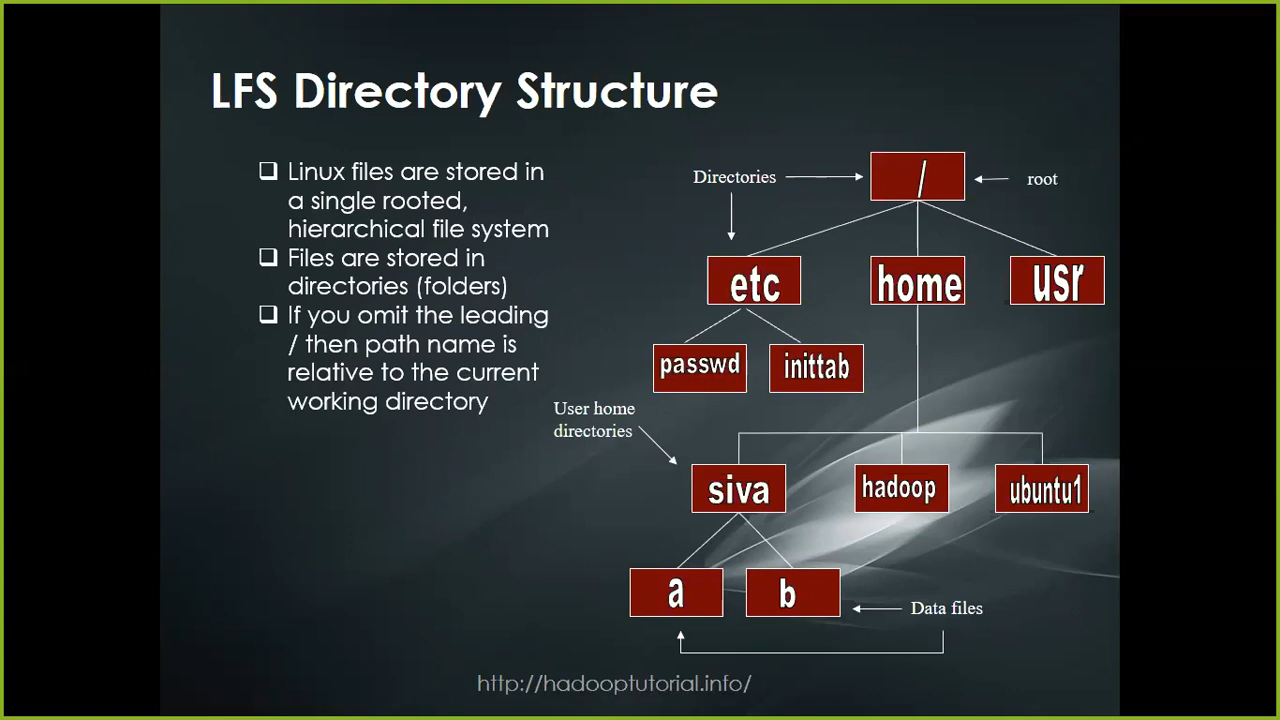 LFS Directory Structure
❑ Linux files are stored in
a single rooted,
hierarchical file system
❑ Files are stored in
directories (folders)
❑ If you omit the leading
/ then path name is
relative to the current
working directory
Directories
/
root
etc
home
usr
passwd
inittab
User home
directories
siva
hadoop
ubuntu1
a
b
Data files
http://hadooptutorial.info/